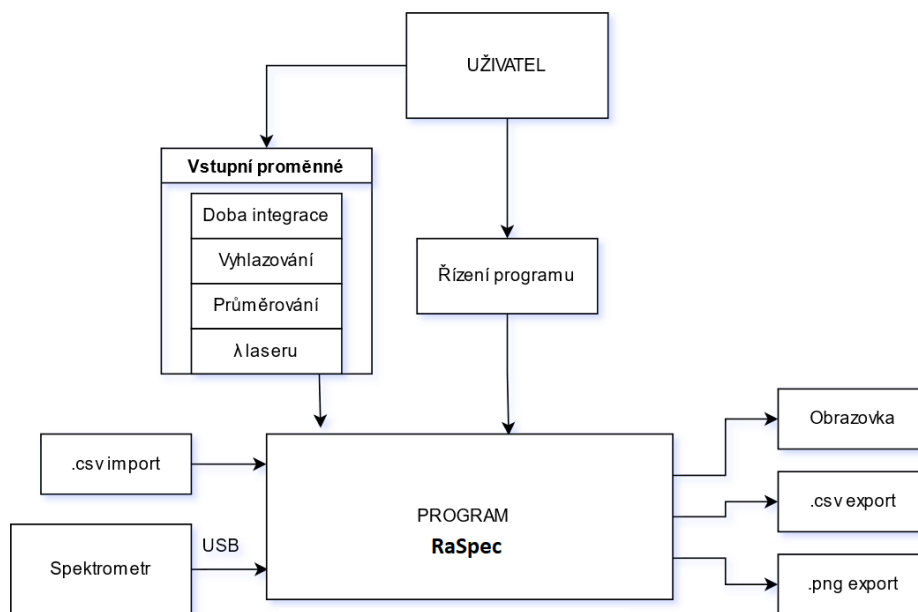 UŽIVATEL
Vstupní proměnné
Doba integrace
Vyhlazování
Průměrování
λ laseru
Řízení programu
.csv import
Spektrometr
USB
PROGRAM
RaSpec
Obrazovka
.csv export
.png export